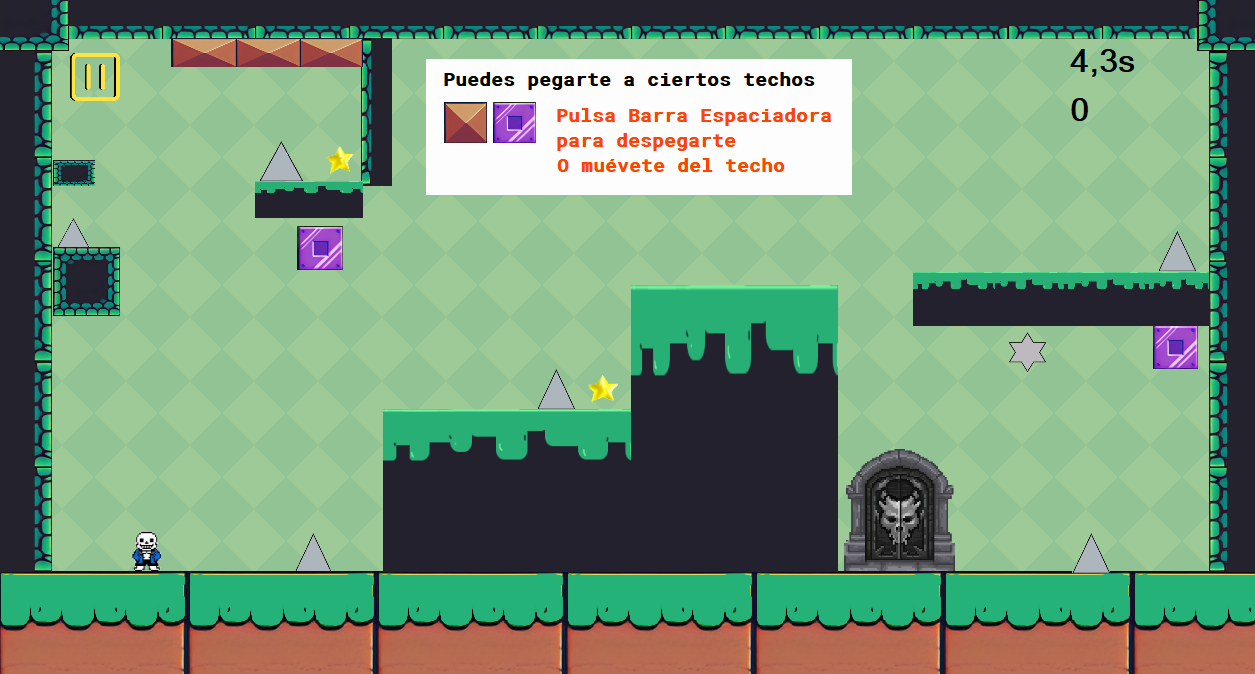 Puedes pegarte a ciertos techos
Pulsa Barra Espaciadora
para despegarte
O muévete del techo
4,3s
0